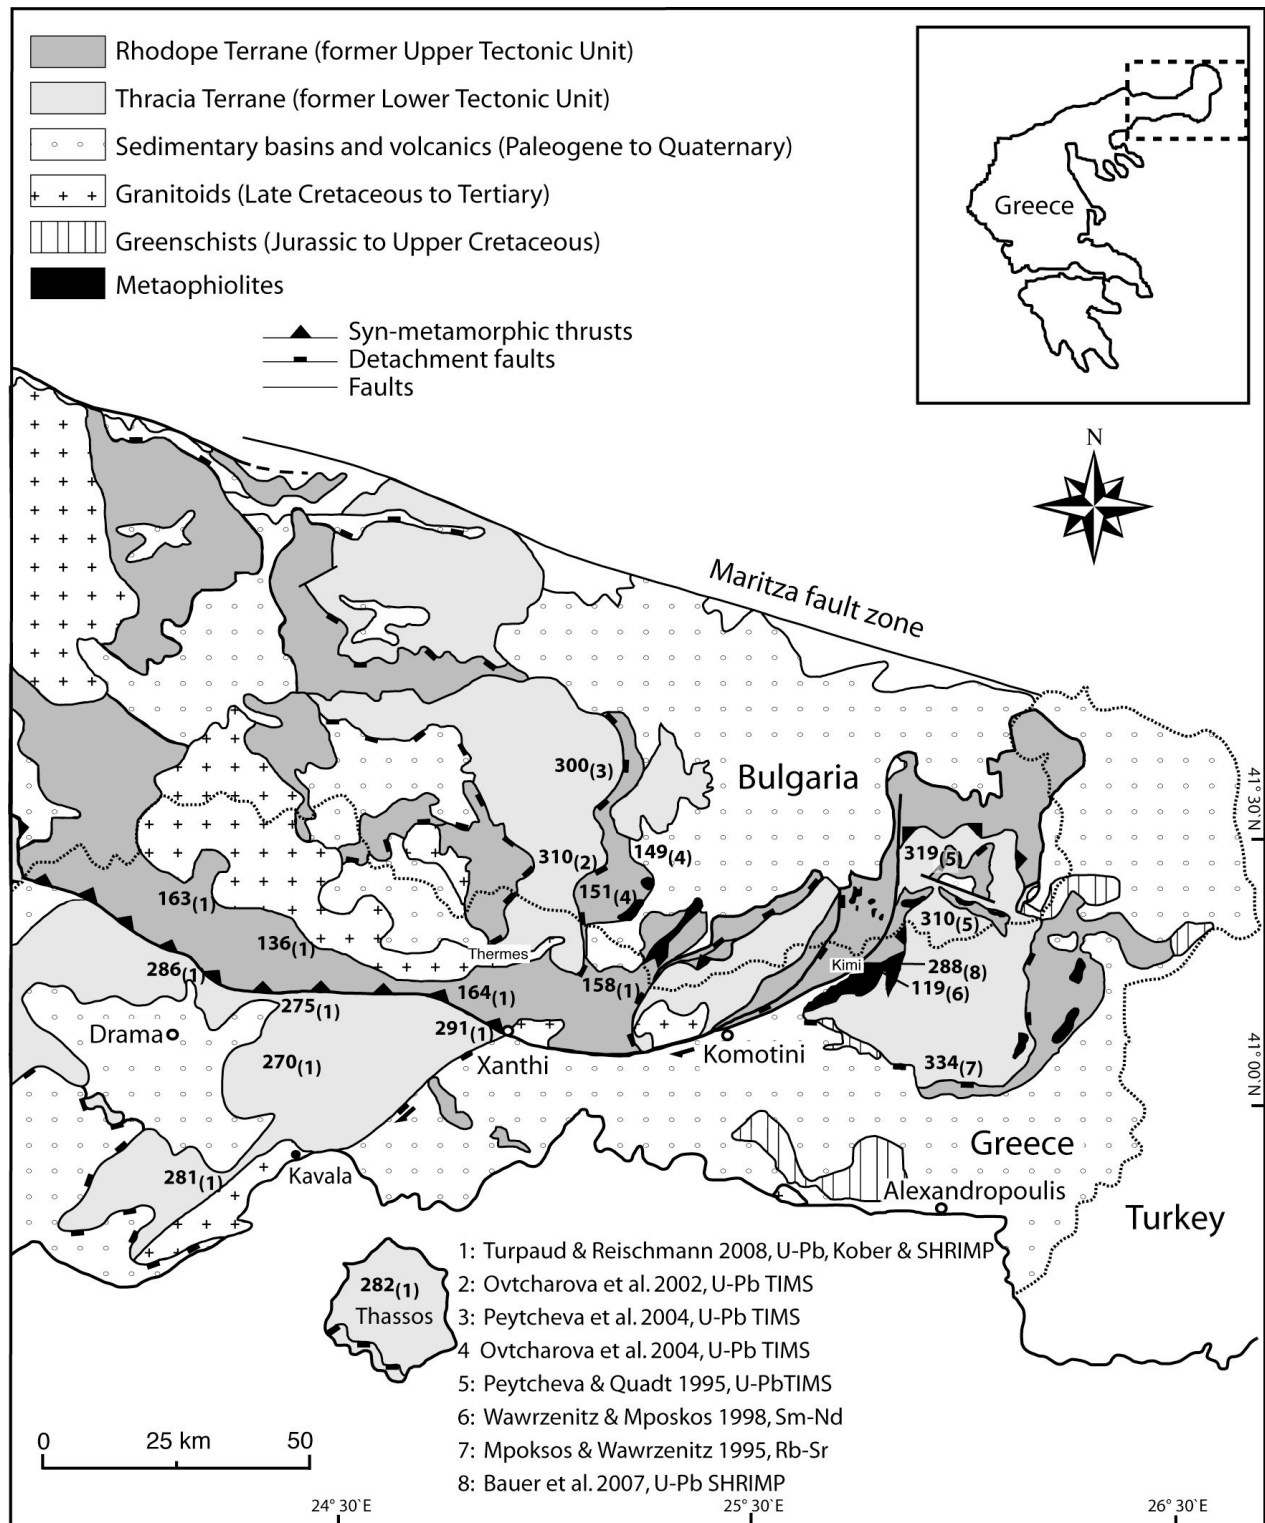 Rhodope Terrane (former Upper Tectonic Unit)
Thracia Terrane (former Lower Tectonic Unit)
Sedimentary basins and volcanics (Paleogene to Quaternary)
Granitoids (Late Cretaceous to Tertiary)
Greenschists (Jurassic to Upper Cretaceous)
Metaophiolites
Syn-metamorphic thrusts
Detachment faults
Faults
Greece
N
Maritza fault zone
300(3)
Bulgaria
41° 30`N
310(2)
149(4)
319(5)
163(1)
151(4)
310(5)
136(1)
Thermes
286(1)
Kimi
288(8)
275(1)
164(1)
158(1)
119(6)
Drama
291(1)
Xanthi
Komotini
41° 00`N
270(1)
334(7)
Greece
281(1)
Kavala
Alexandropoulis
Turkey
282(1)
Thassos
1: Turpaud & Reischmann 2008, U-Pb, Kober & SHRIMP
2: Ovtcharova et al. 2002, U-Pb TIMS
3: Peytcheva et al. 2004, U-Pb TIMS
4 Ovtcharova et al. 2004, U-Pb TIMS
5: Peytcheva & Quadt 1995, U-PbTIMS
6: Wawrzenitz & Mposkos 1998, Sm-Nd
7: Mpoksos & Wawrzenitz 1995, Rb-Sr
8: Bauer et al. 2007, U-Pb SHRIMP
0 25 km 50
24° 30`E 25° 30`E 26° 30`E